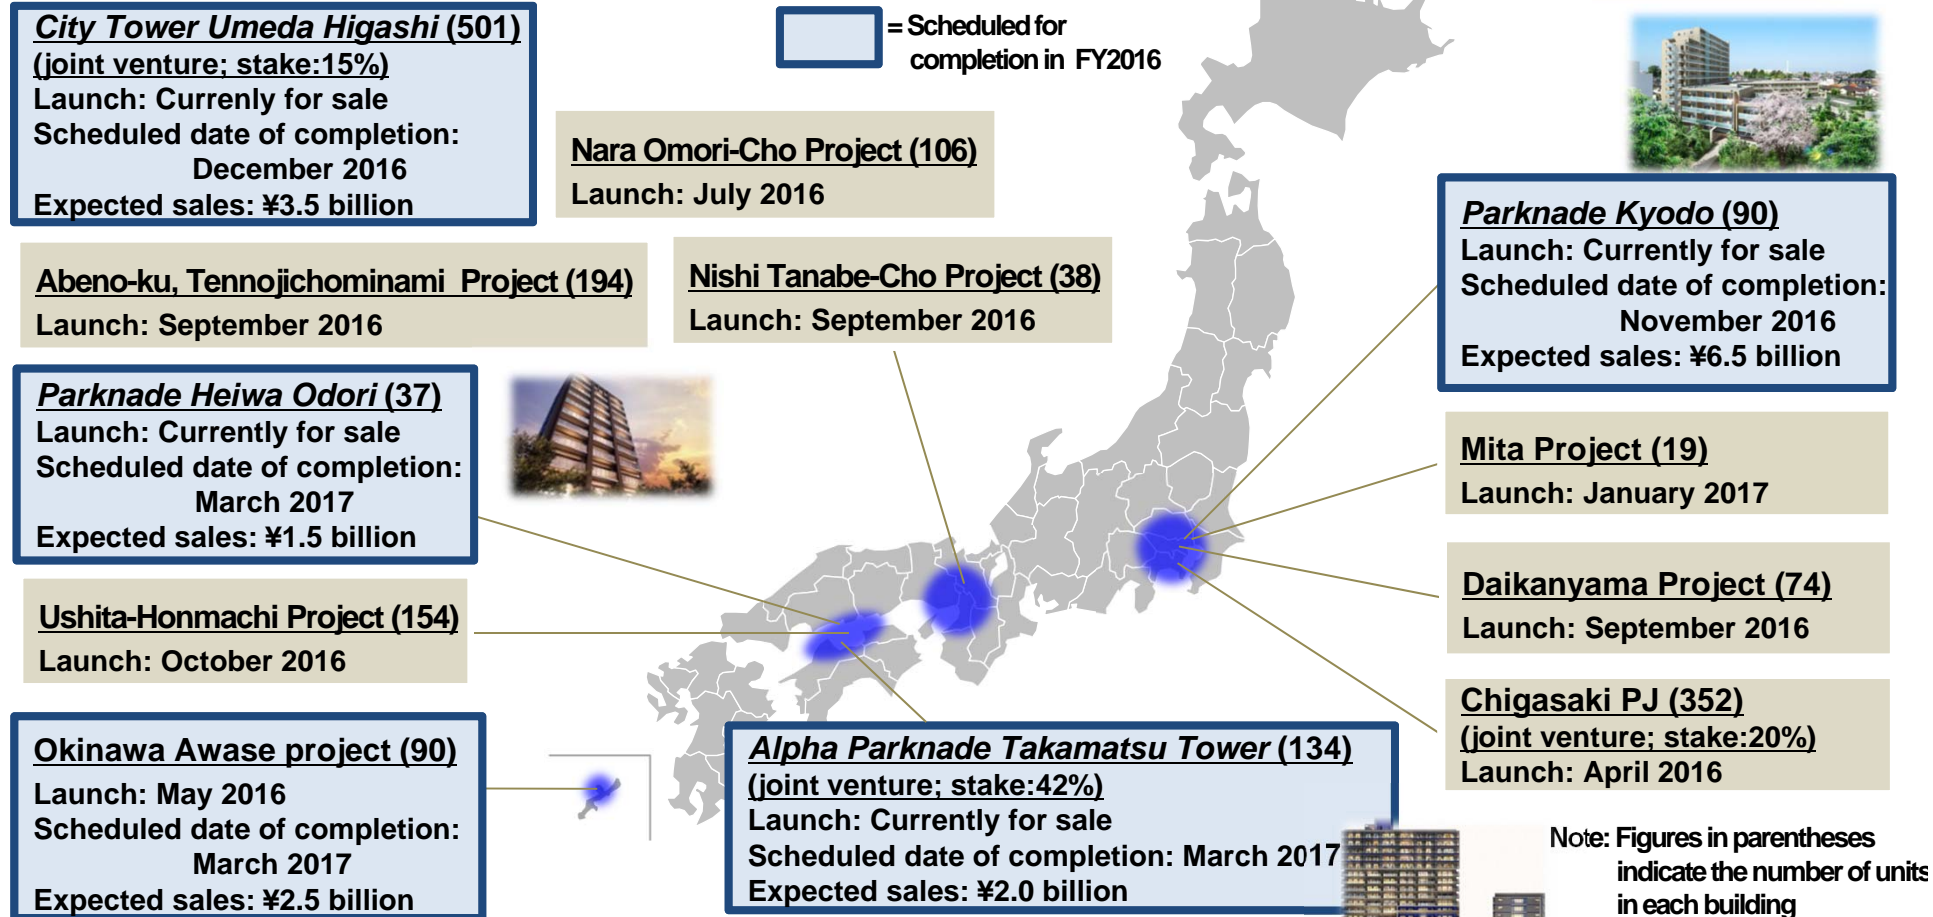 City Tower Umeda Higashi (501)
(joint venture; stake:15%)
Launch: Currenly for sale
Scheduled date of completion:
December 2016
Expected sales: ¥3.5 billion
= Scheduled for
completion in FY2016
Nara Omori-Cho Project (106)
Launch: July 2016
Abeno-ku, Tennojichominami Project (194)
Launch: September 2016
Nishi Tanabe-Cho Project (38)
Launch: September 2016
Parknade Kyodo (90)
Launch: Currently for sale
Scheduled date of completion:
November 2016
Expected sales: ¥6.5 billion
Parknade Heiwa Odori (37)
Launch: Currently for sale
Scheduled date of completion:
March 2017
Expected sales: ¥1.5 billion
Mita Project (19)
Launch: January 2017
Daikanyama Project (74)
Launch: September 2016
Ushita-Honmachi Project (154)
Launch: October 2016
Chigasaki PJ (352)
(joint venture; stake:20%)
Launch: April 2016
Okinawa Awase project (90)
Launch: May 2016
Scheduled date of completion:
March 2017
Expected sales: ¥2.5 billion
Alpha Parknade Takamatsu Tower (134)
(joint venture; stake:42%)
Launch: Currently for sale
Scheduled date of completion: March 2017
Expected sales: ¥2.0 billion
Note: Figures in parentheses
indicate the number of units
in each building